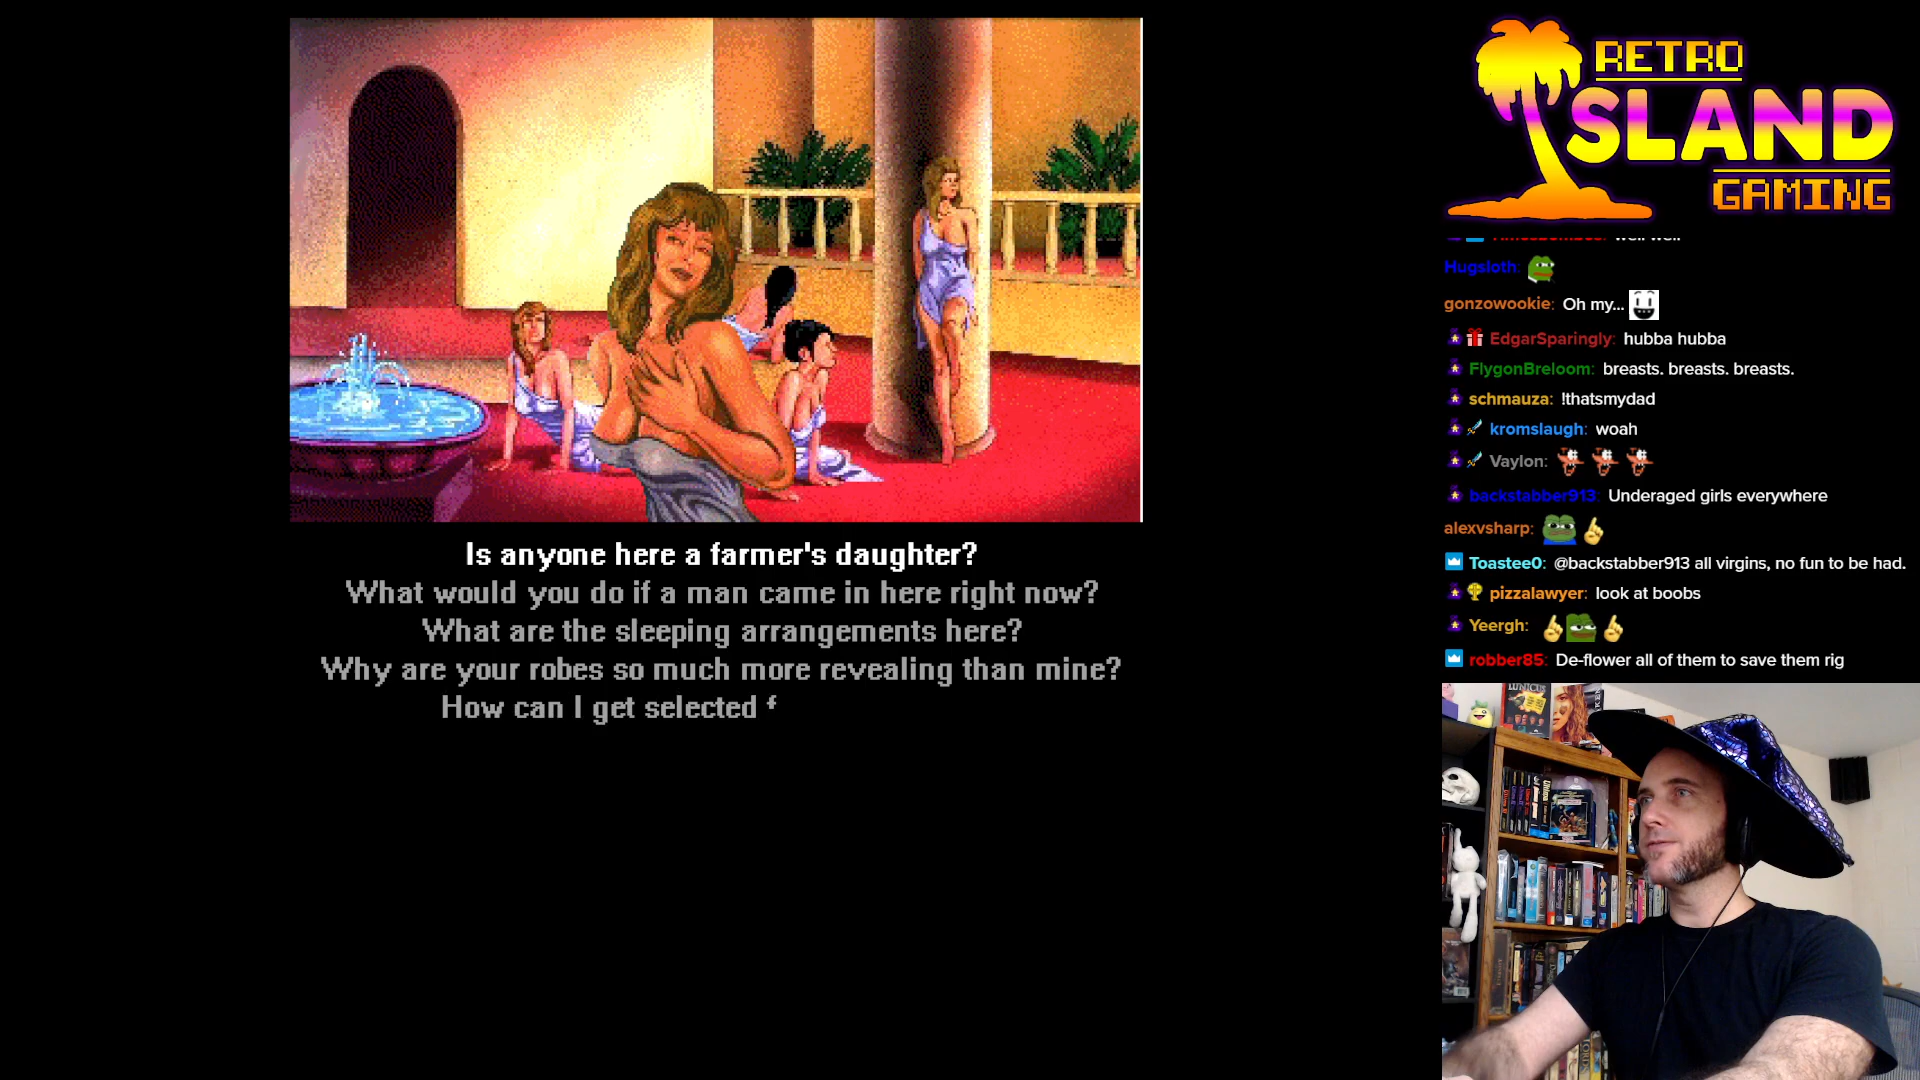 RETRO
ISLAND
GAMING
Hugsloth:
gonzowookie: Oh my...
EdgarSparingly: hubba hubba
FlygonBreloom: breasts. breasts. breasts.
schmauza: !thatsmydad
kromslaugh: woah
Vaylon:
backstabber913: Underaged girls everywhere
alexvsharp:
Toastee0: @backstabber913 all virgins, no fun to be had.
pizzalawyer: look at boobs
Yeergh:
robber85: De-flower all of them to save them rig
Is anyone here a farmer's daughter?
What would you do if a man came in here right now?
What are the sleeping arrangements here?
Why are your robes so much more revealing than mine?
How can I get selected f
LUNICUS